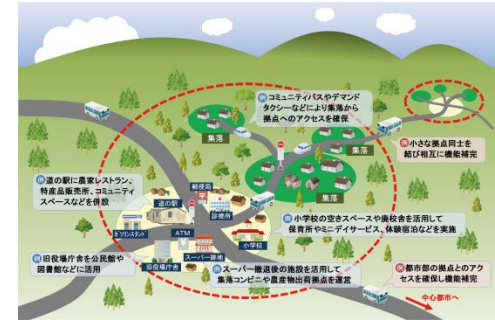 例コミュニティバスやデマンド
タクシーなどにより集落から
拠点へのアクセスを確保
集落
集落
集落
例小さな拠点同士を
結び相互に機能補完
例道の駅に農家レストラン、
特産品販売所、コミュニティ
スペースなどを併設
郵便局
道の駅
診療所
ガソリンスタンド
ATM
小学校
旧役場庁舎
スーパー跡地
例小学校の空きスペースや廃校舎を活用して
保育所やミニデイサービス、体験宿泊などを実施
例旧役場庁舎を公民館や
図書館などに活用
例スーパー撤退後の施設を活用して
集落コンビニや農産物出荷拠点を運営
例都市部の拠点とのアク
セスを確保し機能補完
中心都市へ